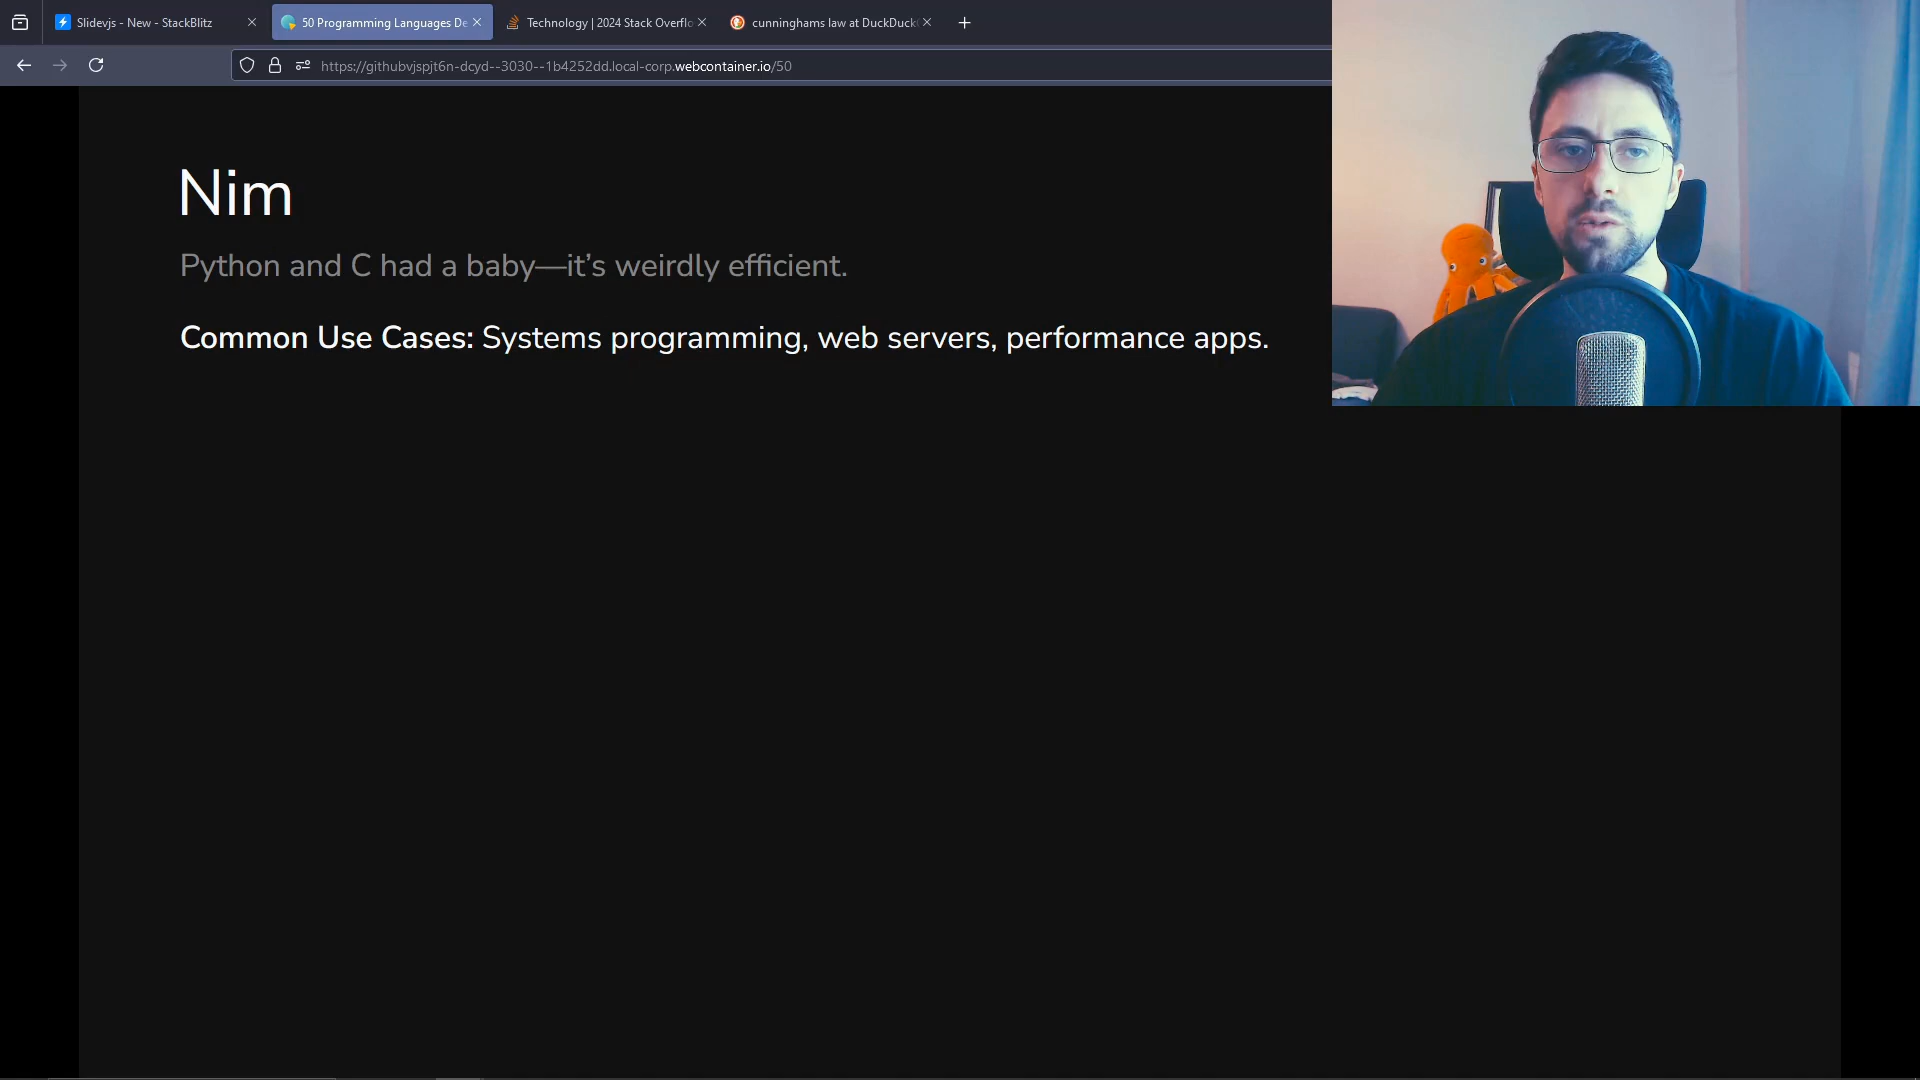 Slidevjs - New - StackBlitz
50 Programming Languages De
Technology | 2024 Stack Overflo
cunninghams law at DuckDuck
https://githubvjspjt6n-dcyd--3030--1b4252dd.local-corp.webcontainer.io/50
Nim
Python and C had a baby—it’s weirdly efficient.
Common Use Cases: Systems programming, web servers, performance apps.